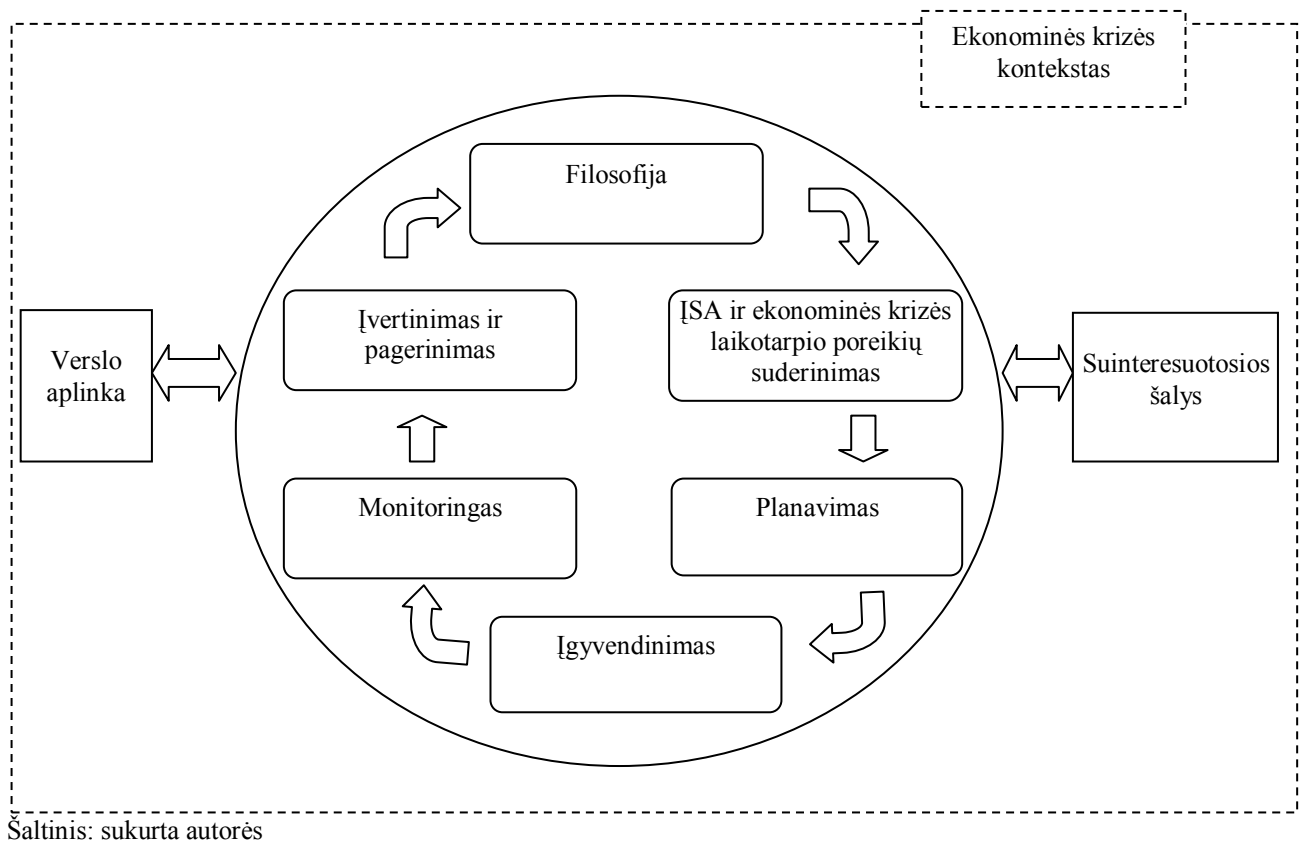 Ekonominės krizės
kontekstas
Filosofija
Įvertinimas ir
pagerinimas
ĮSA ir ekonominės krizės
laikotarpio poreikių
suderinimas
Verslo
aplinka
Suinteresuotosios
šalys
Monitoringas
Planavimas
Įgyvendinimas
Šaltinis: sukurta autorės